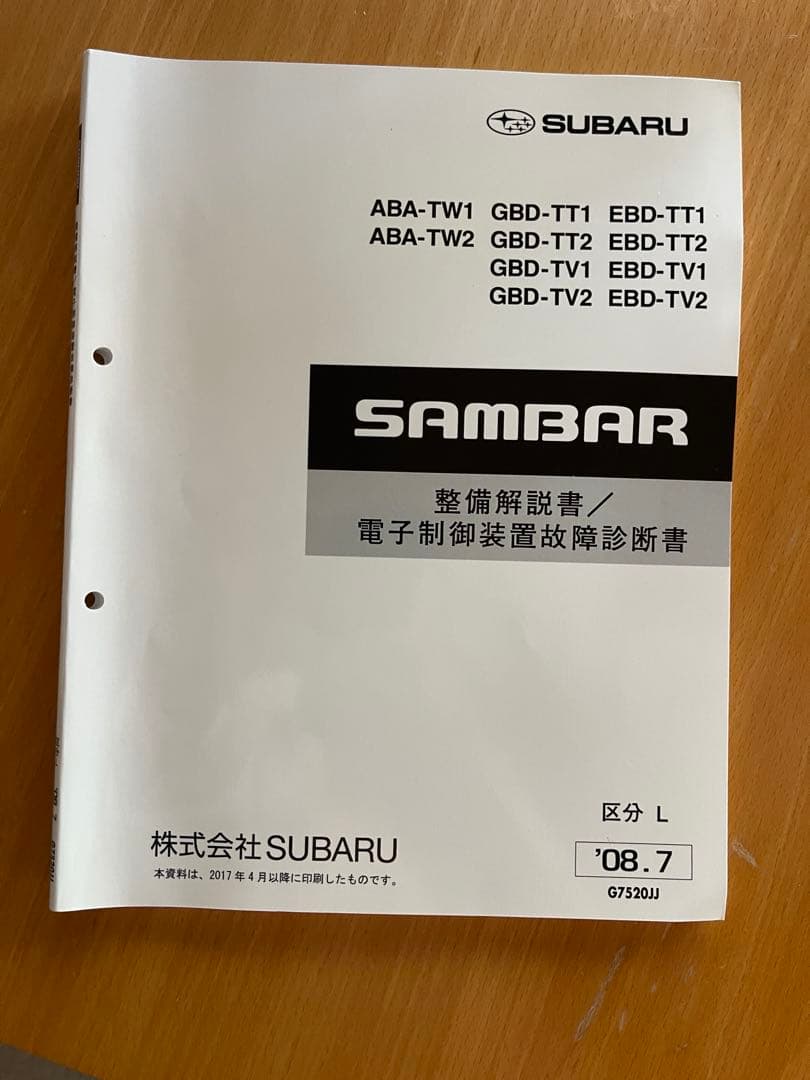 SUBARU
ABA-TW1 GBD-TT1 EBD-TT1
ABA-TW2 GBD-TT2 EBD-TT2
GBD-TV1 EBD-TV1
GBD-TV2 EBD-TV2
SAMBAR
整備解説書／
電子制御装置故障診断書
区分 L
株式会社SUBARU
本資料は、2017年4月以降に印刷したものです。
'08.7
G7520JJ